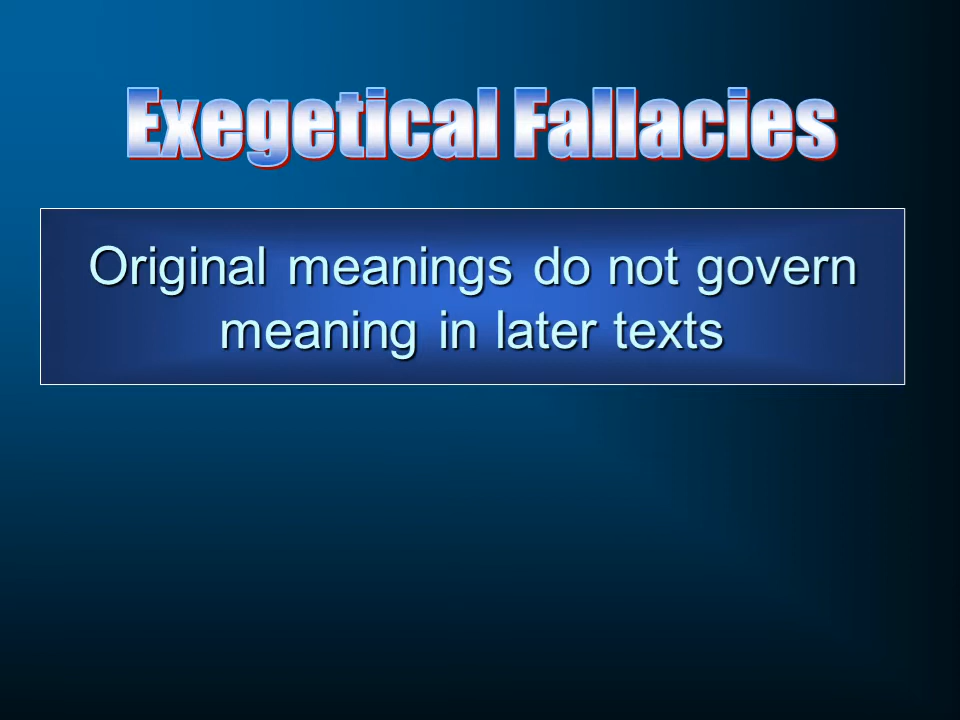 Exegetical Fallacies
Original meanings do not govern
meaning in later texts